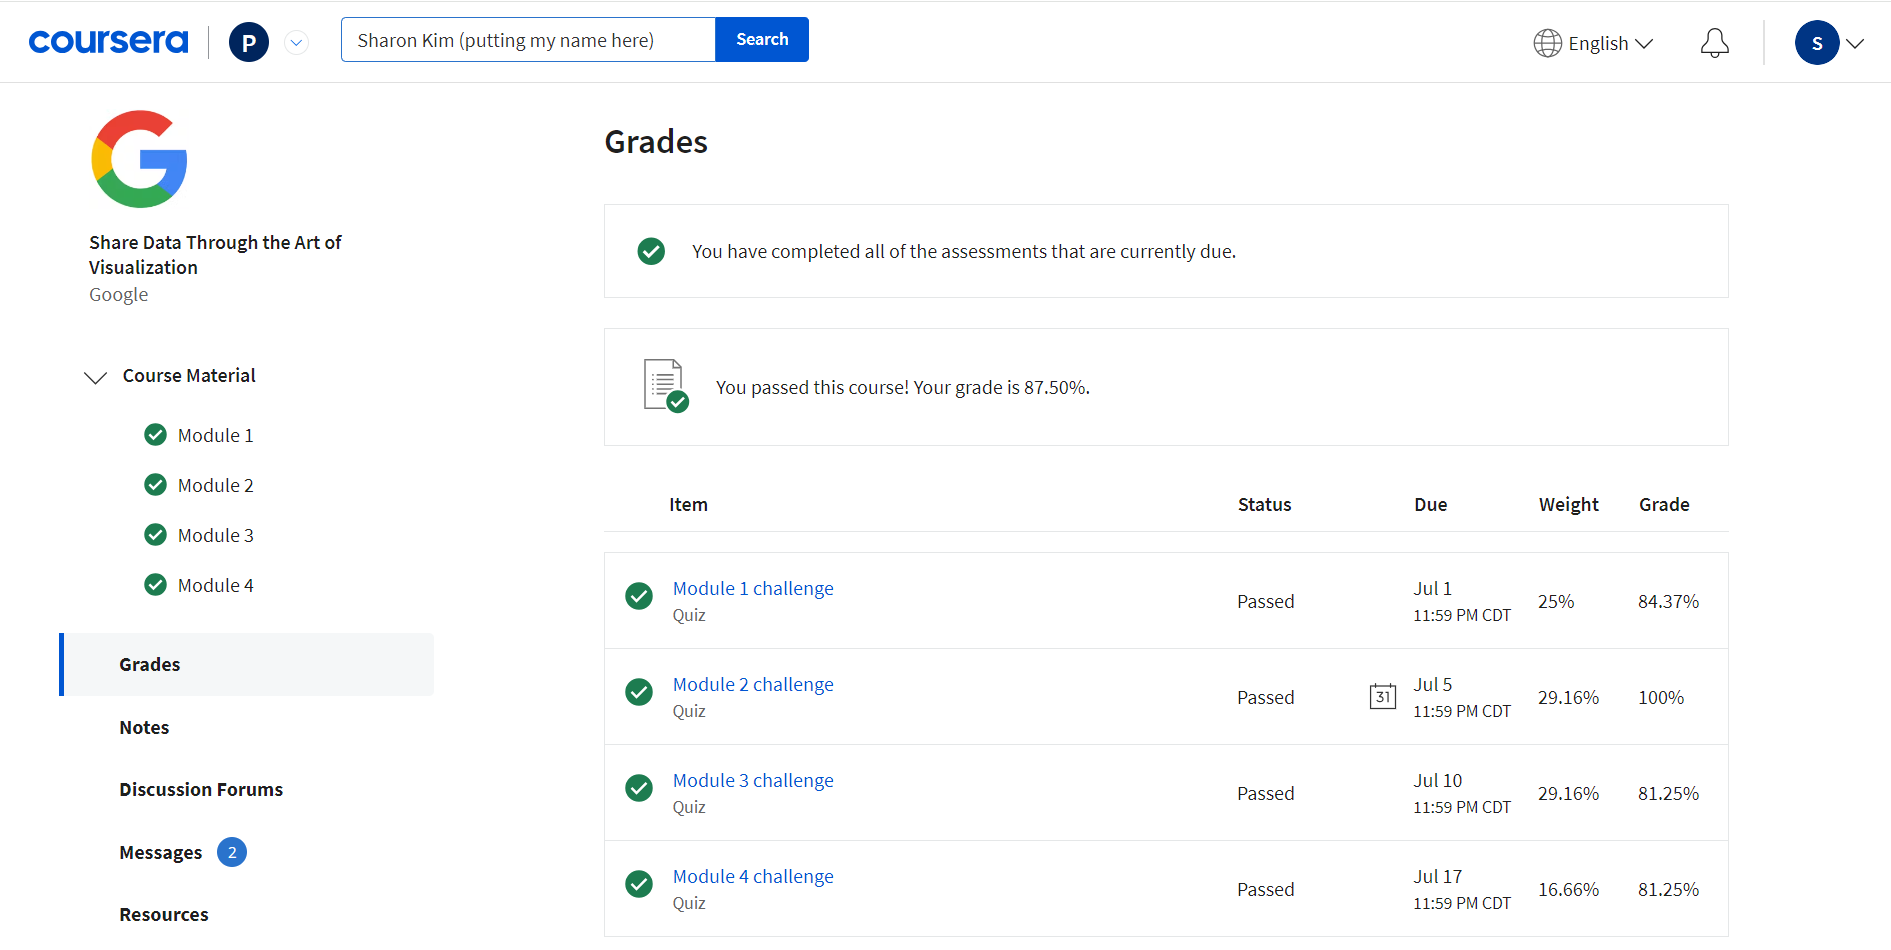 coursera
P
Sharon Kim (putting my name here)
Search
English
S
Share Data Through the Art of
Visualization
Google
Course Material
Module 1
Module 2
Module 3
Module 4
Grades
Notes
Discussion Forums
Messages 2
Resources
Grades
You have completed all of the assessments that are currently due.
You passed this course! Your grade is 87.50%.
Item Status Due Weight Grade
Module 1 challenge
Quiz
Passed
Jul 1
11:59 PM CDT
25%
84.37%
Module 2 challenge
Quiz
Passed
31
Jul 5
11:59 PM CDT
29.16%
100%
Module 3 challenge
Quiz
Passed
Jul 10
11:59 PM CDT
29.16%
81.25%
Module 4 challenge
Quiz
Passed
Jul 17
11:59 PM CDT
16.66%
81.25%